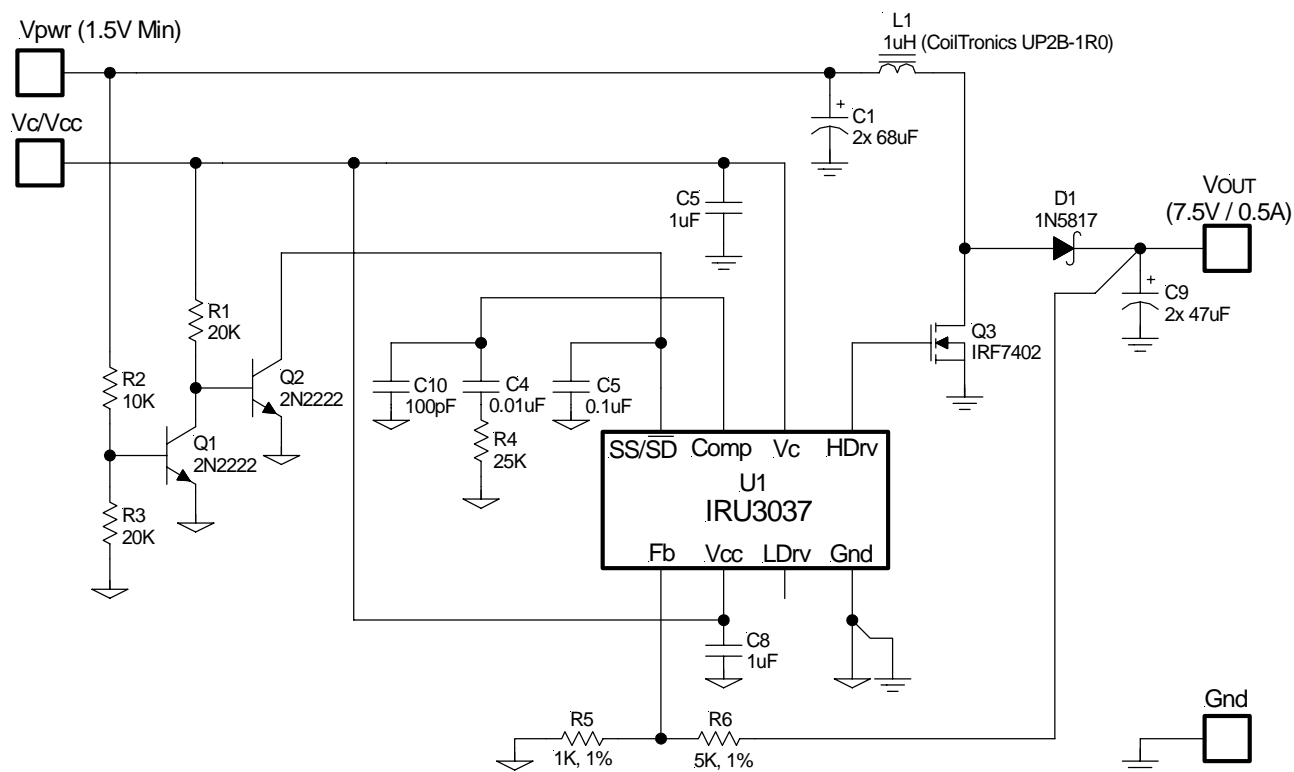 L1
Vpwr (1.5V Min)
1uH (CoilTronics UP2B-1R0)
Vc/Vcc
C1
2x 68uF
C5
1uF
D1
1N5817
VOUT
(7.5V / 0.5A)
C9
2x 47uF
R1
20K
Q3
IRF7402
R2
10K
Q2
2N2222
C10
100pF
C4
0.01uF
C5
0.1uF
Q1
2N2222
R4
25K
SS/SD Comp Vc HDrv
U1
IRU3037
R3
20K
Fb Vcc LDrv Gnd
C8
1uF
R5
1K, 1%
R6
5K, 1%
Gnd